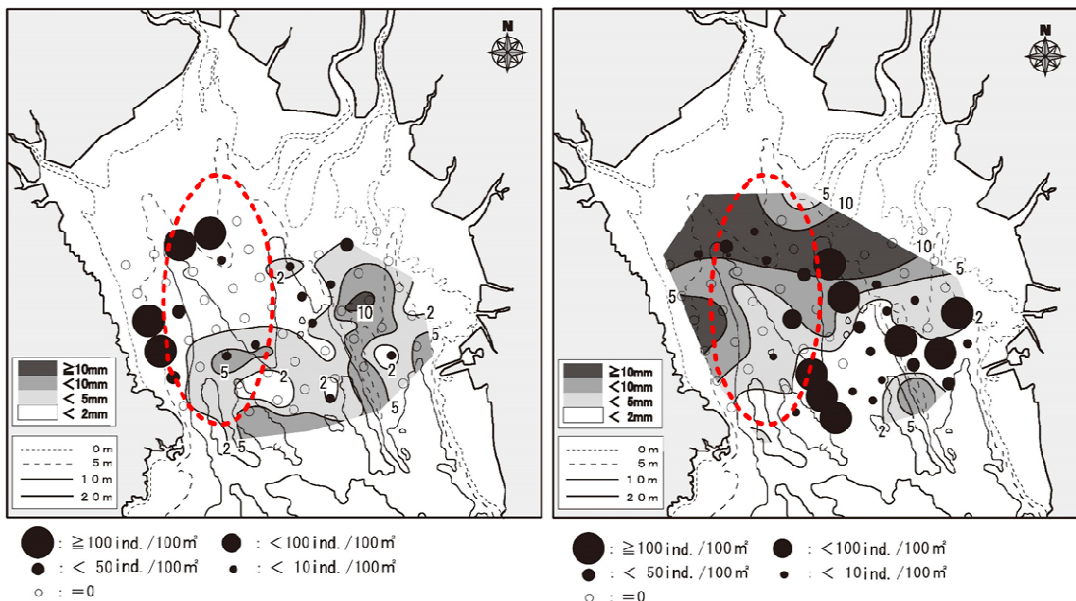 N
2
10
2
5
5
2
2
2
2
5
5
≧10mm
<10mm
< 5mm
< 2mm
0m
5m
10m
20m
: ≧100ind./100㎡
: <100ind./100㎡
: < 50ind./100㎡
: < 10ind./100㎡
: =0
N
5
10
10
5
5
2
2
5
≧10mm
<10mm
< 5mm
< 2mm
0m
5m
10m
20m
: ≧100ind./100㎡
: <100ind./100㎡
: < 50ind./100㎡
: < 10ind./100㎡
: =0